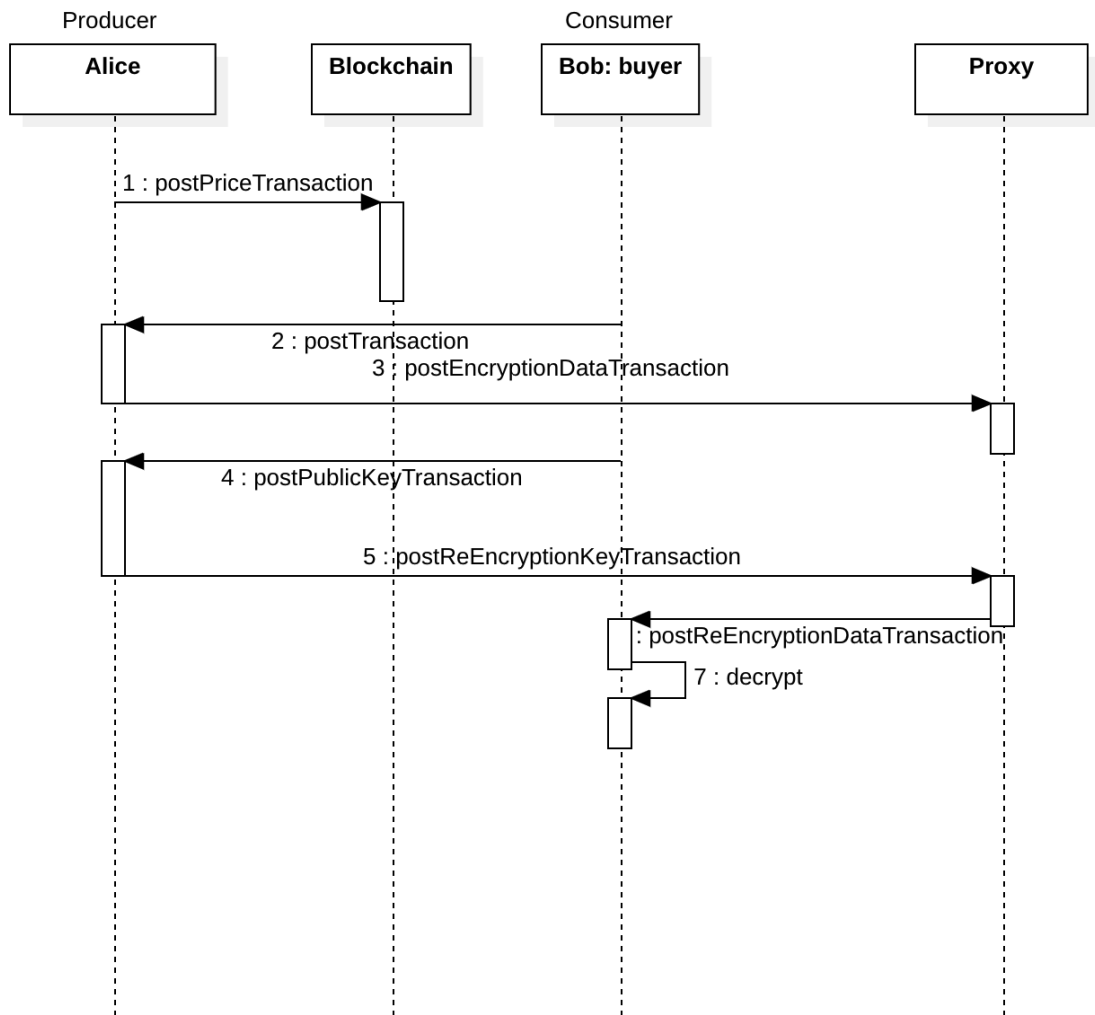 Producer
Consumer
Alice
Blockchain
Bob: buyer
Proxy
1 : postPriceTransaction
2 : postTransaction
3 : postEncryptionDataTransaction
4 : postPublicKeyTransaction
5 : postReEncryptionKeyTransaction
: postReEncryptionDataTransaction
7 : decrypt